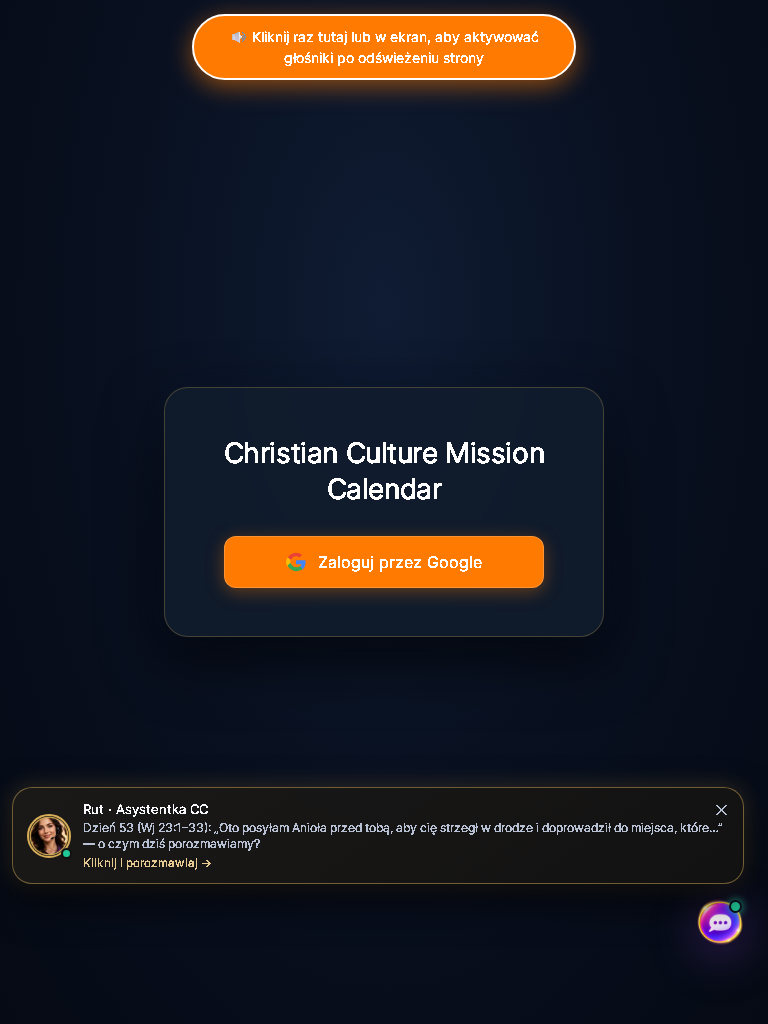 Kliknij raz tutaj lub w ekran, aby aktywować
głośniki po odświeżeniu strony
Christian Culture Mission
Calendar
Zaloguj przez Google
Rut · Asystentka CC
Dzień 53 (Wj 23:1–33): „Oto posyłam Anioła przed tobą, aby cię strzegł w drodze i doprowadził do miejsca, które…”
— o czym dziś porozmawiamy?
Kliknij i porozmawiaj →